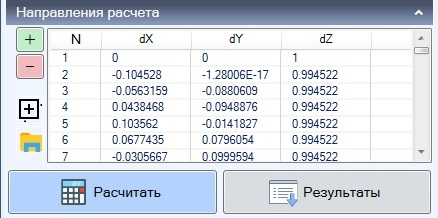 Направления расчета
N dX dY dZ
1 0 0 1
2 -0.104528 -1.28006E-17 0.994522
3 -0.0563159 -0.0880609 0.994522
4 0.0438468 -0.0948876 0.994522
5 0.103562 -0.0141827 0.994522
6 0.0677435 0.0796054 0.994522
7 -0.0305667 0.0999594 0.994522
Расчитать Результаты